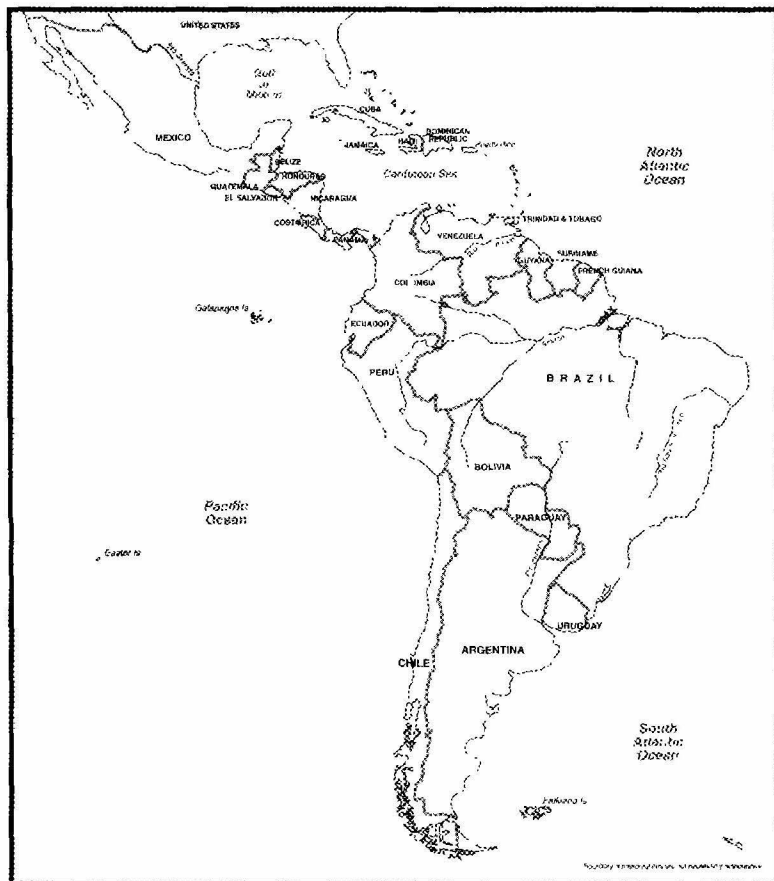 UNITED STATES
Gulf
of
Mexico
MEXICO
CUBA
DOMINICAN
REPUBLIC
HAITI
JAMAICA
Puerto Rico
BELIZE
HONDURAS
Caribbean Sea
North
Atlantic
Ocean
GUATEMALA
EL SALVADOR
NICARAGUA
COSTA RICA
PANAMA
TRINIDAD & TOBAGO
VENEZUELA
GUYANA
SURINAME
FRENCH GUIANA
COLOMBIA
Galapagos Is
ECUADOR
PERU
BRAZIL
BOLIVIA
Pacific
Ocean
PARAGUAY
Easter Is
URUGUAY
ARGENTINA
CHILE
South
Atlantic
Ocean
Falkland Is